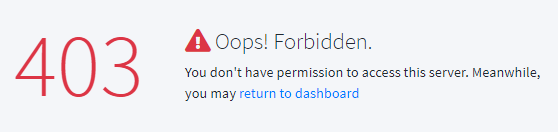 403
Oops! Forbidden.
You don't have permission to access this server. Meanwhile,
you may return to dashboard